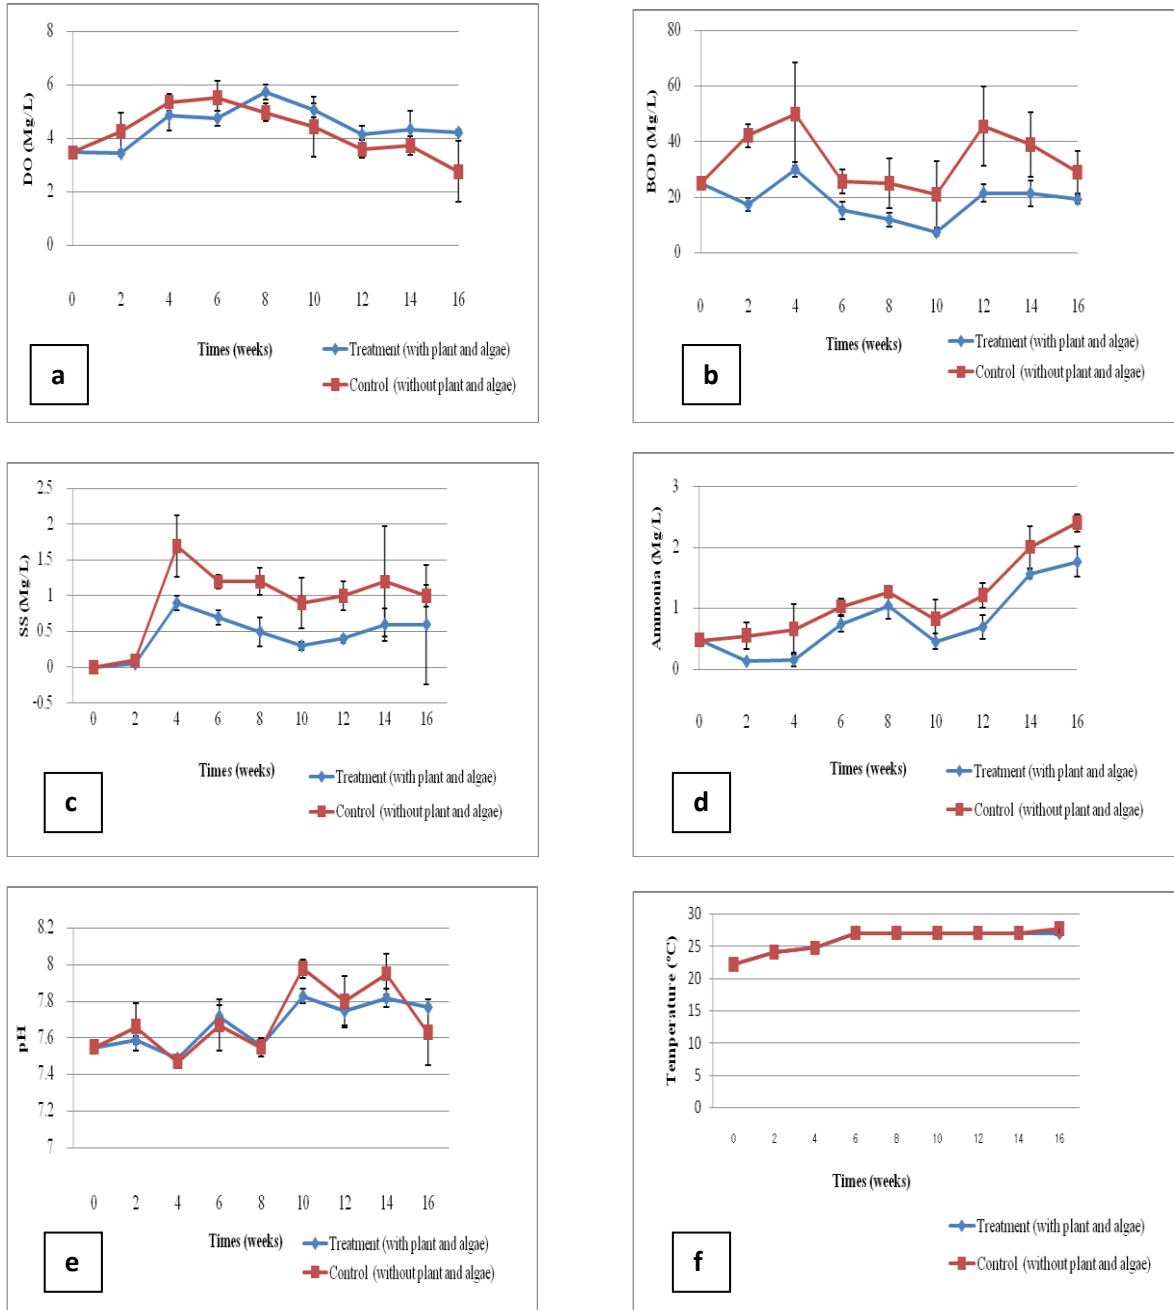 8
6
4
2
0
DO (Mg/L)
0 2 4 6 8 10 12 14 16
Times (weeks)
Treatment (with plant and algae)
Control (without plant and algae)
a
80
60
40
20
0
BOD (Mg/L)
0 2 4 6 8 10 12 14 16
Times (weeks)
Treatment (with plant and algae)
Control (without plant and algae)
b
2.5
2
1.5
1
0.5
0
-0.5
SS (Mg/L)
0 2 4 6 8 10 12 14 16
Times (weeks)
Treatment (with plant and algae)
Control (without plant and algae)
c
3
2
1
0
Ammonia (Mg/L)
0 2 4 6 8 10 12 14 16
Times (weeks)
Treatment (with plant and algae)
Control (without plant and algae)
d
8.2
8
7.8
7.6
7.4
7.2
7
pH
0 2 4 6 8 10 12 14 16
Times (weeks)
Treatment (with plant and algae)
Control (without plant and algae)
e
30
25
20
15
10
5
0
Temperature (°C)
0 2 4 6 8 10 12 14 16
Times (weeks)
Treatment (with plant and algae)
Control (without plant and algae)
f